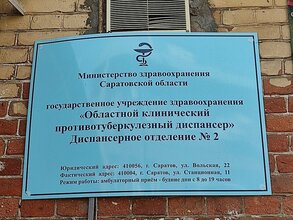 Министерство здравоохранения
Саратовской области
государственное учреждение здравоохранения
«Областной клинический
противотуберкулезный диспансер»
Диспансерное отделение № 2
Юридический адрес: 410056, г. Саратов, ул. Вольская, 22
Фактический адрес: 410004, г. Саратов, ул. Станционная, 11
Режим работы: амбулаторный приём - будние дни с 8 до 19 часов